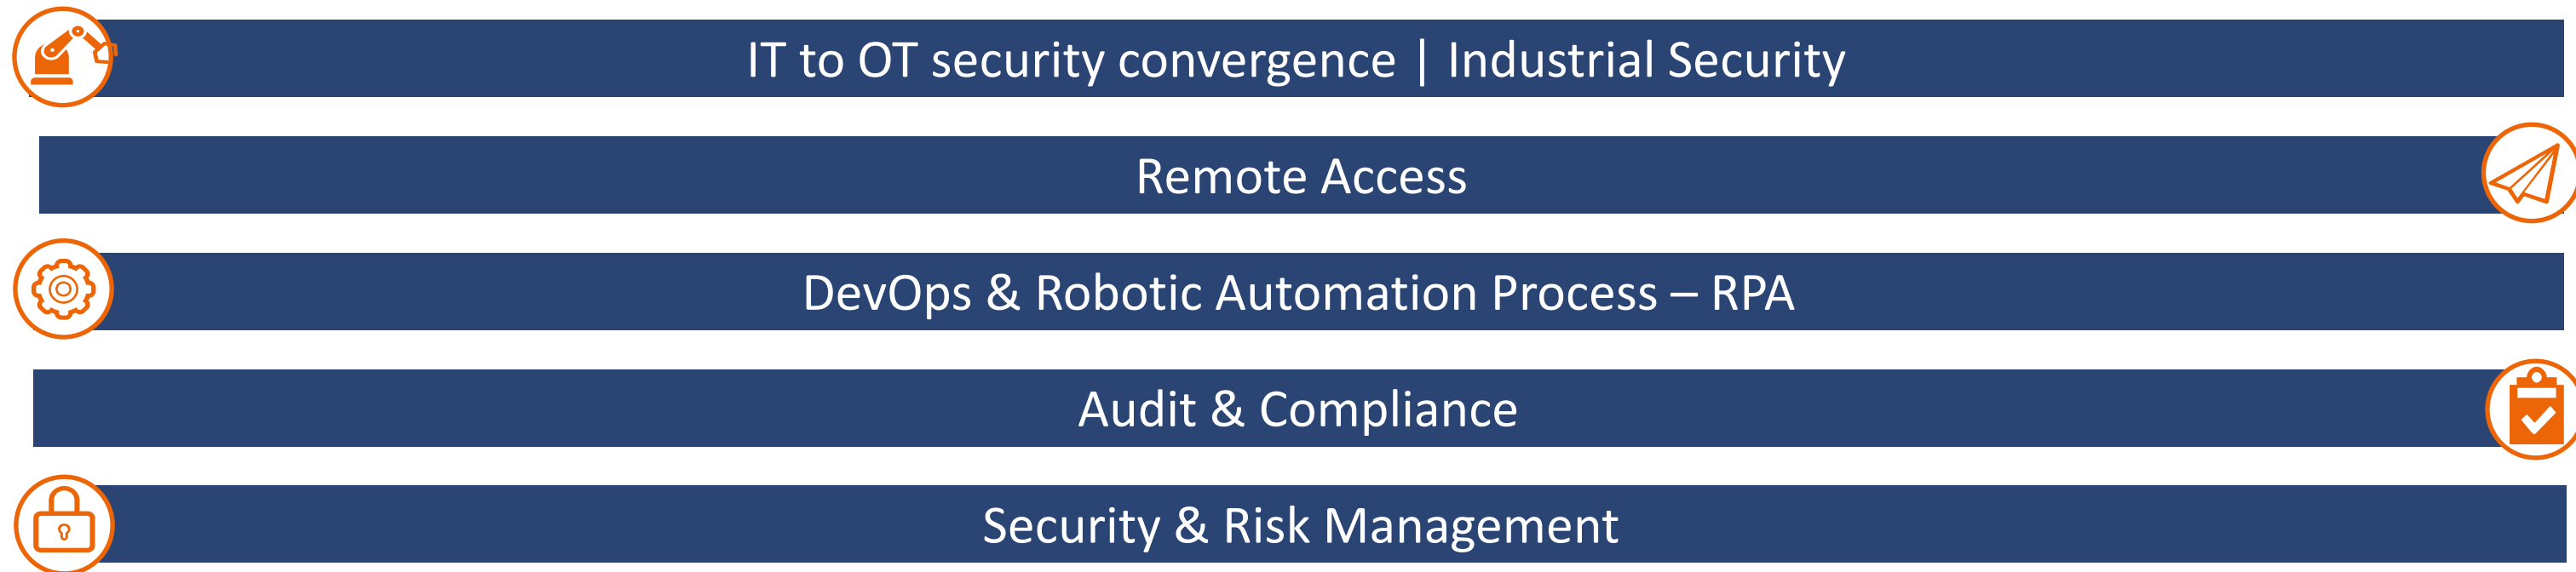 IT to OT security convergence | Industrial Security
Remote Access
DevOps & Robotic Automation Process – RPA
Audit & Compliance
Security & Risk Management